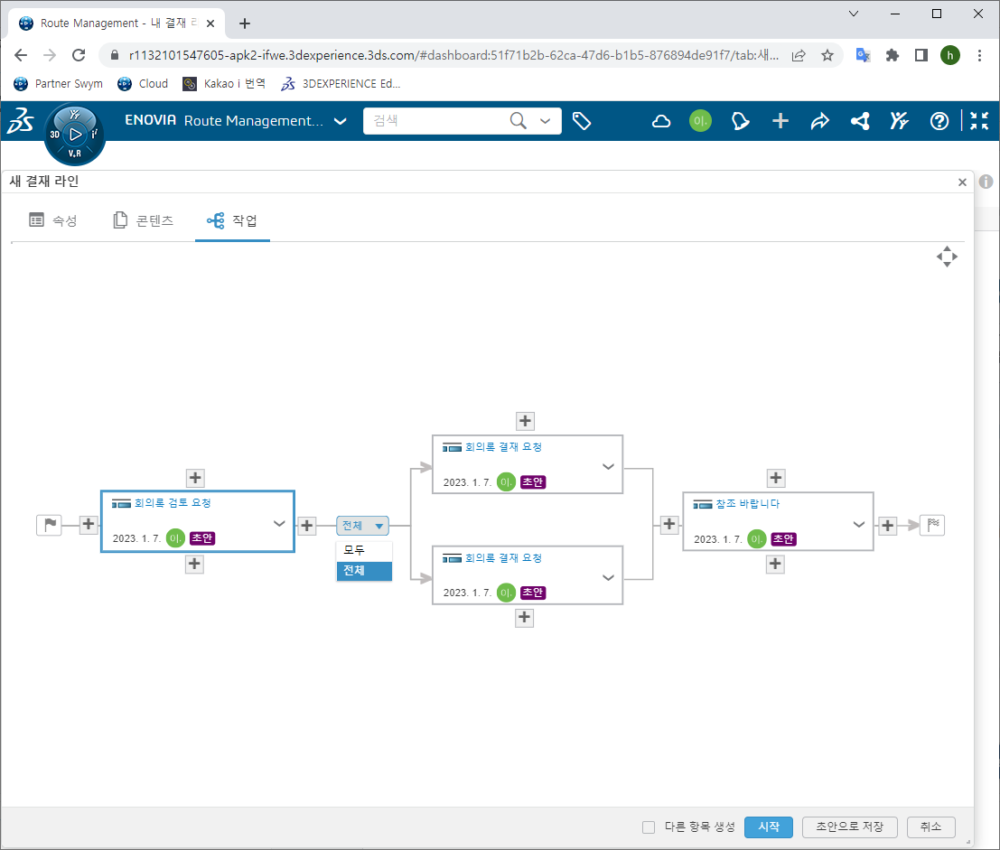 Route Management - 내 결재 라
r1132101547605-apk2-ifwe.3dexperience.3ds.com/#dashboard:51f71b2b-62ca-47d6-b1b5-876894de91f7/tab:새...
h
Partner Swym
Cloud
Kakao i 번역
3DEXPERIENCE Ed...
3D
V.R
i²
ENOVIA Route Management...
검색
이.
새 결재 라인
속성
콘텐츠
작업
회의록 검토 요청
2023. 1. 7. 이. 초안
전체
모두
전체
회의록 결재 요청
2023. 1. 7. 이. 초안
회의록 결재 요청
2023. 1. 7. 이. 초안
참조 바랍니다
2023. 1. 7. 이. 초안
다른 항목 생성
시작
초안으로 저장
취소